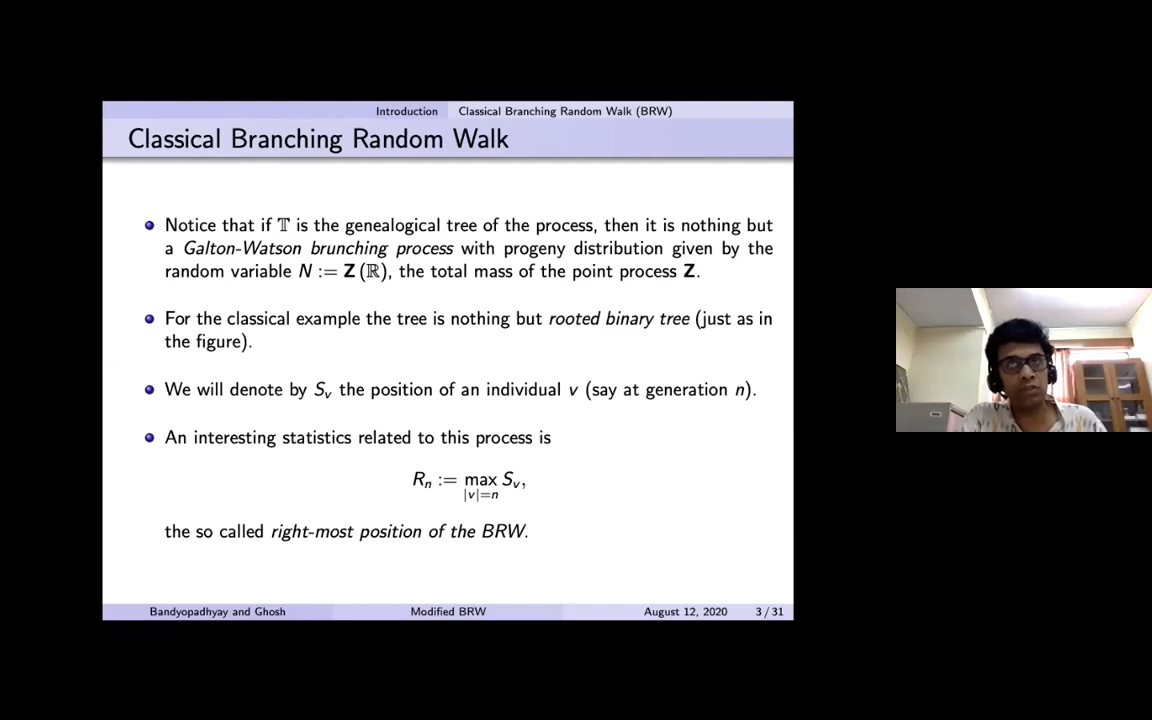 Introduction Classical Branching Random Walk (BRW)
Classical Branching Random Walk
Notice that if 𝕋 is the genealogical tree of the process, then it is nothing but
a Galton-Watson brunching process with progeny distribution given by the
random variable N := Z (ℝ), the total mass of the point process Z.
For the classical example the tree is nothing but rooted binary tree (just as in
the figure).
We will denote by Sᵥ the position of an individual v (say at generation n).
An interesting statistics related to this process is
Rₙ := max Sᵥ,
|v|=n
the so called right-most position of the BRW.
Bandyopadhyay and Ghosh Modified BRW August 12, 2020 3 / 31